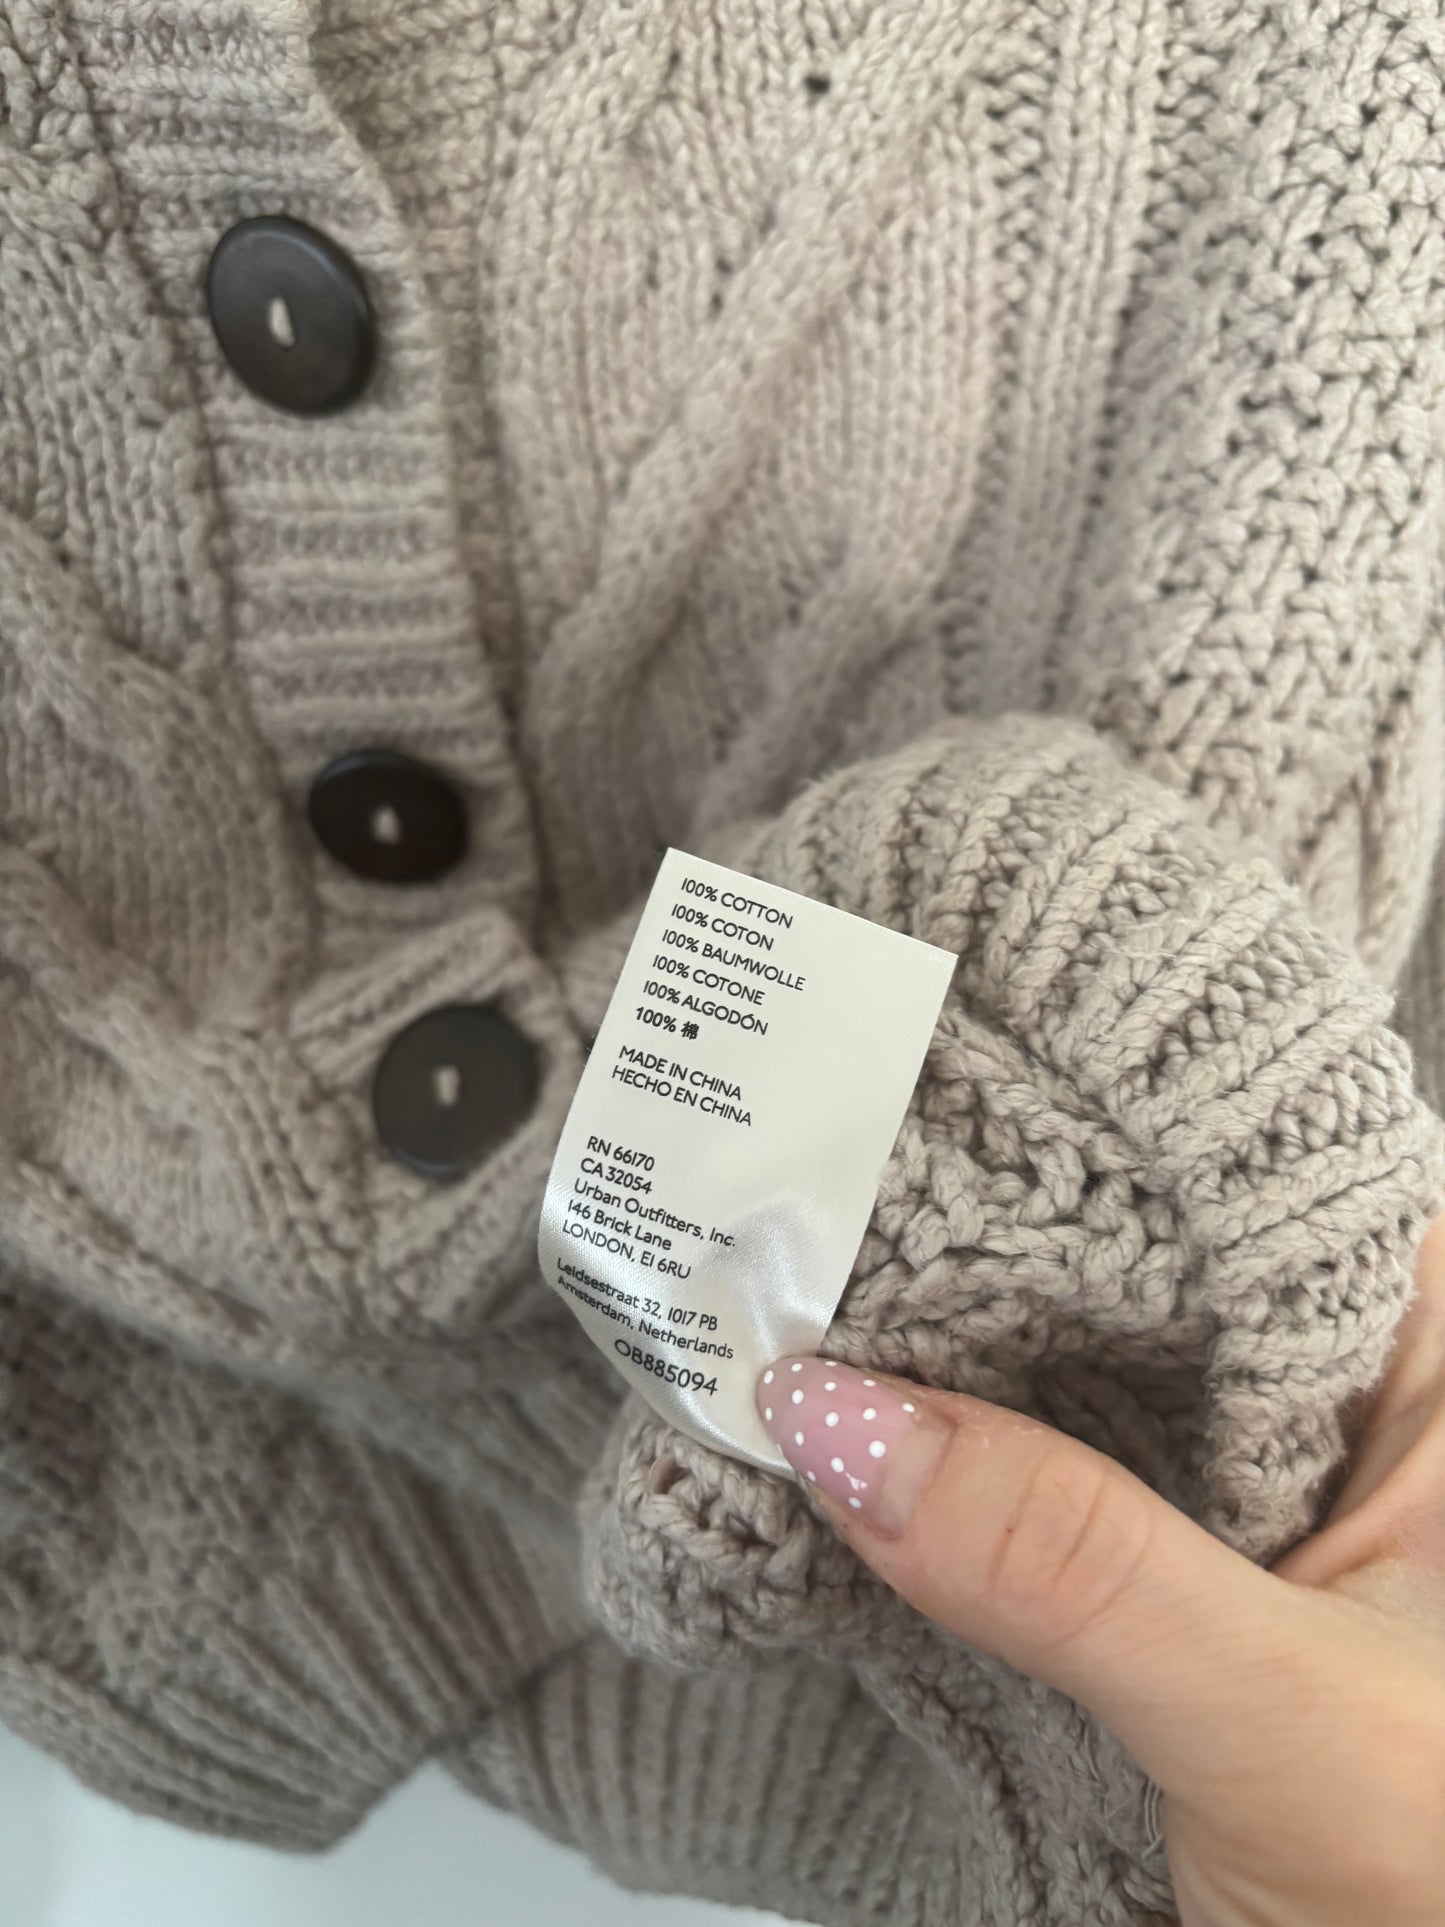 100% COTTON
100% COTON
100% BAUMWOLLE
100% COTONE
100% ALGODÓN
100% 棉
MADE IN CHINA
HECHO EN CHINA
RN 66170
CA 32054
Urban Outfitters, Inc.
146 Brick Lane
LONDON, E1 6RU
Leidsestraat 32, 1017 PB
Amsterdam, Netherlands
OB885094